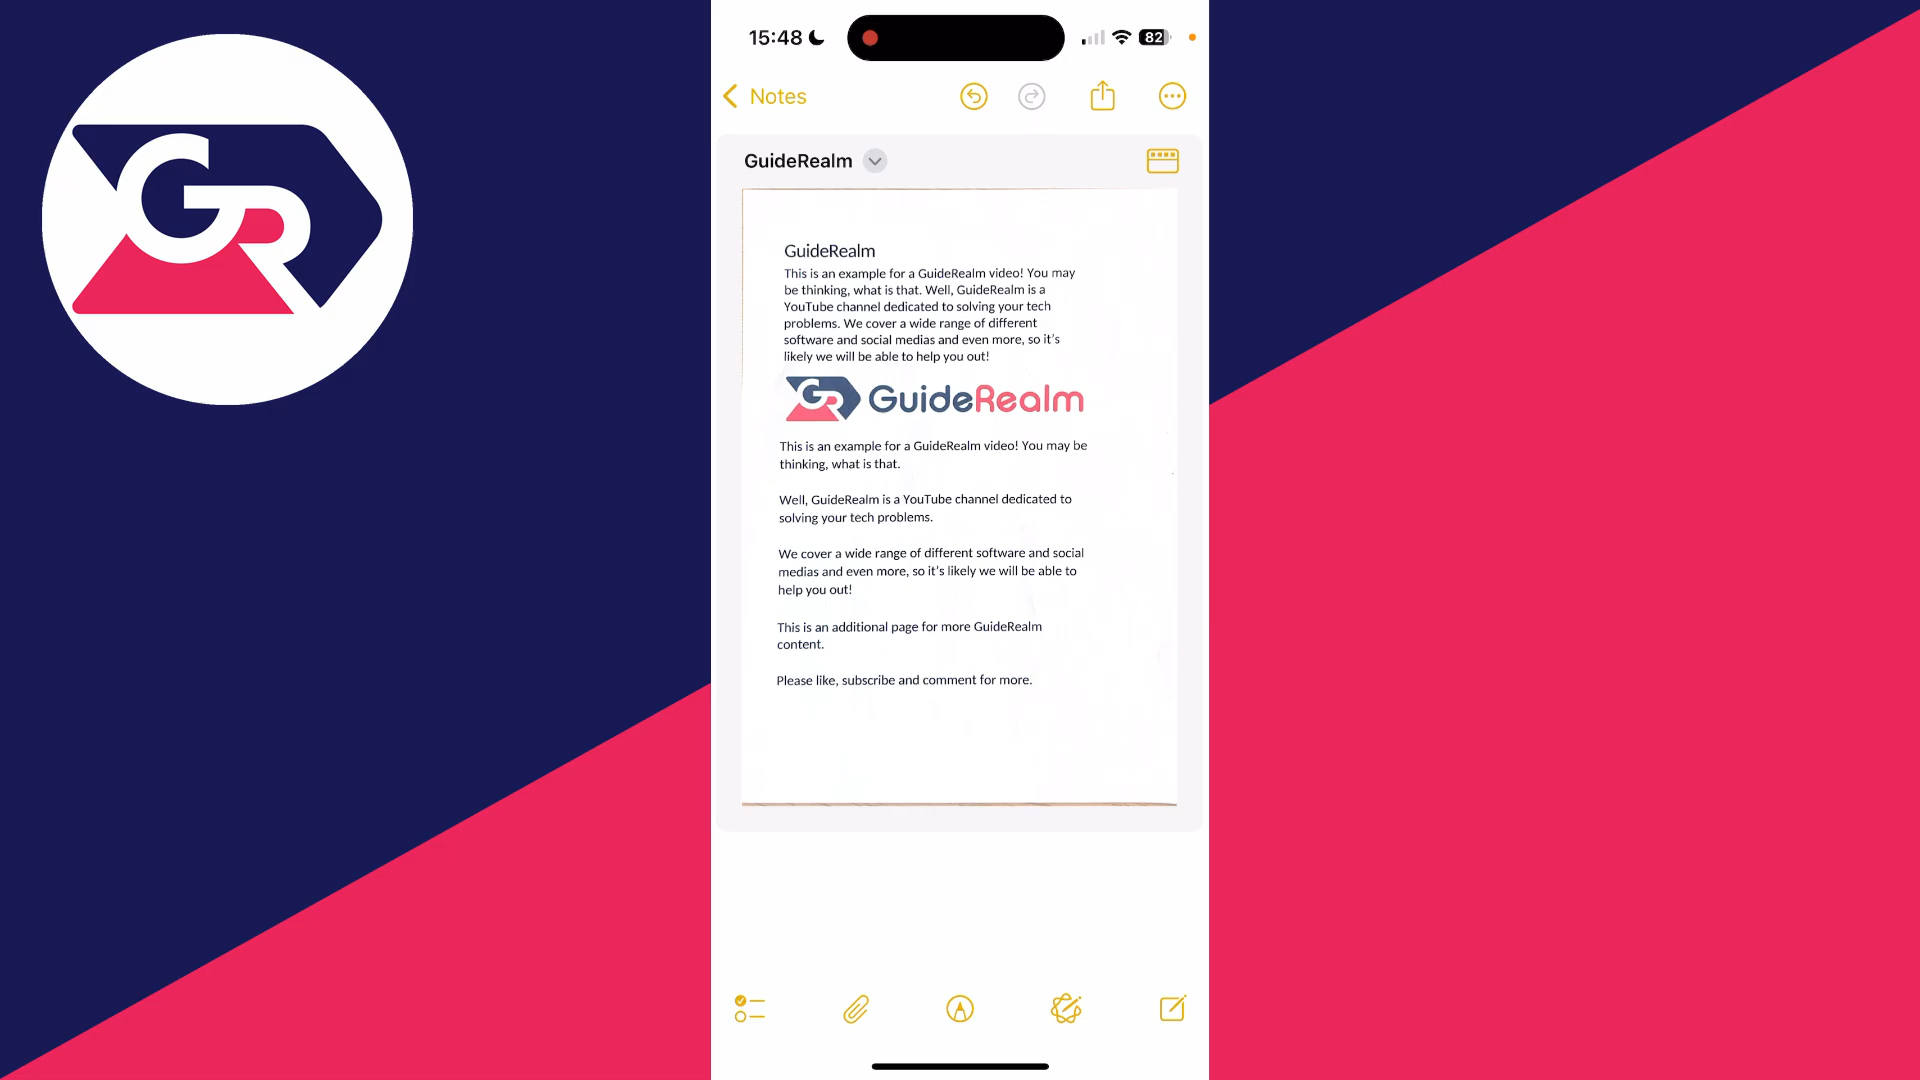 GR
15:48
82
Notes
GuideRealm
GuideRealm
This is an example for a GuideRealm video! You may
be thinking, what is that. Well, GuideRealm is a
YouTube channel dedicated to solving your tech
problems. We cover a wide range of different
software and social medias and even more, so it's
likely we will be able to help you out!
GR GuideRealm
This is an example for a GuideRealm video! You may be
thinking, what is that.
Well, GuideRealm is a YouTube channel dedicated to
solving your tech problems.
We cover a wide range of different software and social
medias and even more, so it's likely we will be able to
help you out!
This is an additional page for more GuideRealm
content.
Please like, subscribe and comment for more.